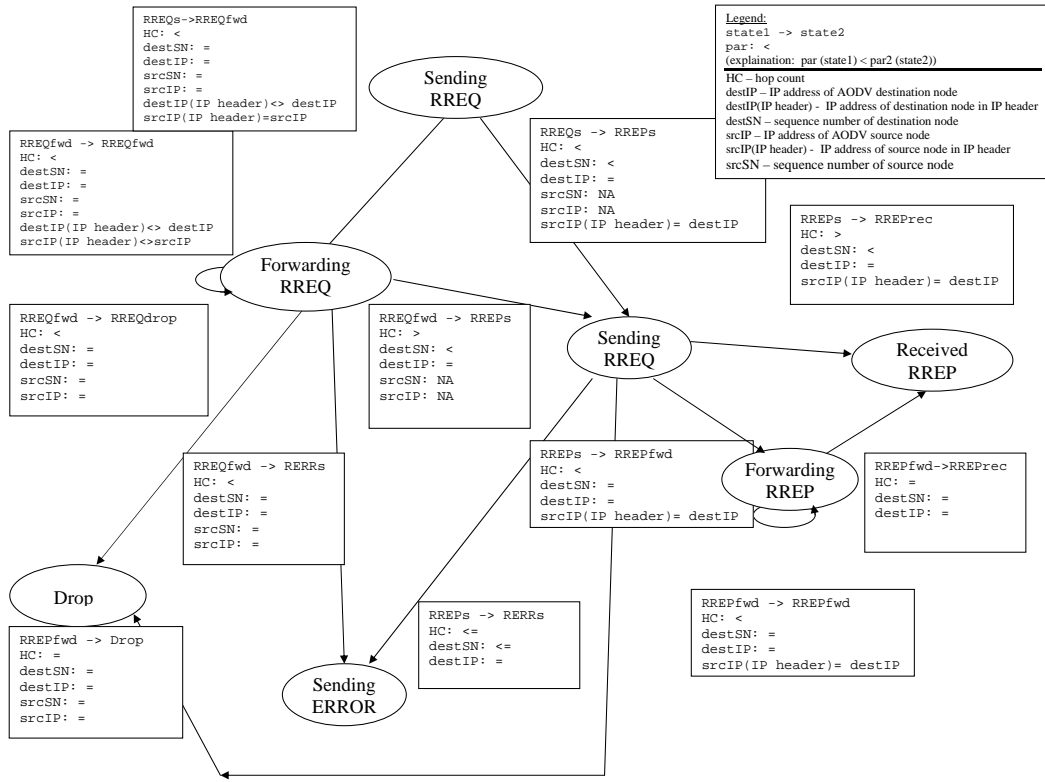 RREQs->RREQfwd
HC: <
destSN: =
destIP: =
srcSN: =
srcIP: =
destIP(IP header)<> destIP
srcIP(IP header)=srcIP
Sending
RREQ
Legend:
state1 -> state2
par: <
(explaination: par (state1) < par2 (state2))
HC – hop count
destIP – IP address of AODV destination node
destIP(IP header) - IP address of destination node in IP header
destSN – sequence number of destination node
srcIP – IP address of AODV source node
srcIP(IP header) - IP address of source node in IP header
srcSN – sequence number of source node
RREQfwd -> RREQfwd
HC: <
destSN: =
destIP: =
srcSN: =
srcIP: =
destIP(IP header)<> destIP
srcIP(IP header)<>srcIP
RREQs -> RREPs
HC: <
destSN: <
destIP: =
srcSN: NA
srcIP: NA
srcIP(IP header)= destIP
REPs -> RREPrec
HC: >
destSN: <
destIP: =
srcIP(IP header)= destIP
Forwarding
RREQ
RREQfwd -> RREQdrop
HC: <
destSN: =
destIP: =
srcSN: =
srcIP: =
RREQfwd -> RREPs
HC: >
destSN: <
destIP: =
srcSN: NA
srcIP: NA
Sending
RREQ
Received
RREP
RREQfwd -> RERRs
HC: <
destSN: =
destIP: =
srcSN: =
srcIP: =
RREPs -> RREPfwd
HC: <
destSN: =
destIP: =
srcIP(IP header)= destIP
Forwarding
RREP
RREPfwd->RREPrec
HC: =
destSN: =
destIP: =
Drop
RREPfwd -> Drop
HC: =
destSN: =
destIP: =
srcSN: =
srcIP: =
Sending
ERROR
RREPs -> RERRs
HC: <=
destSN: <=
destIP: =
RREPfwd -> RREPfwd
HC: <
destSN: =
destIP: =
srcIP(IP header)= destIP